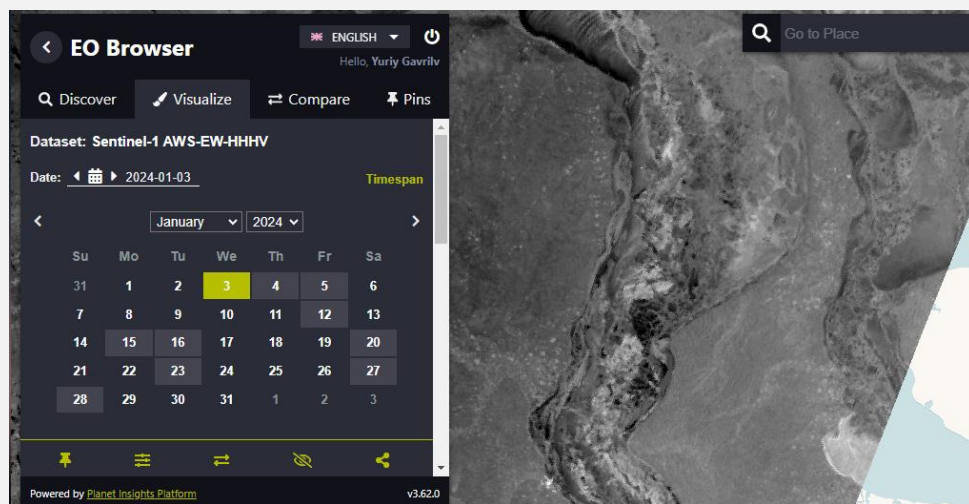 EO Browser
ENGLISH
Hello, Yuriy Gavrilv
Go to Place
Discover Visualize Compare Pins
Dataset: Sentinel-1 AWS-EW-HHHV
Date: 2024-01-03 Timespan
January 2024
Su Mo Tu We Th Fr Sa
31 1 2 3 4 5 6
7 8 9 10 11 12 13
14 15 16 17 18 19 20
21 22 23 24 25 26 27
28 29 30 31 1 2 3
Powered by Planet Insights Platform v3.62.0